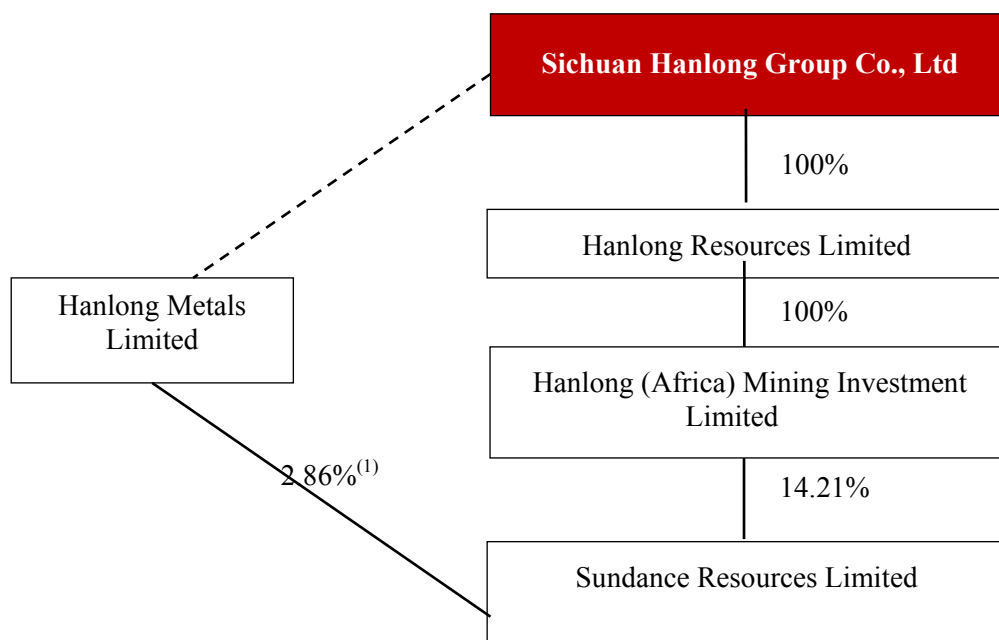 Sichuan Hanlong Group Co., Ltd
100%
Hanlong Resources Limited
Hanlong Metals
Limited
100%
Hanlong (Africa) Mining Investment
Limited
2.86%(1)
14.21%
Sundance Resources Limited